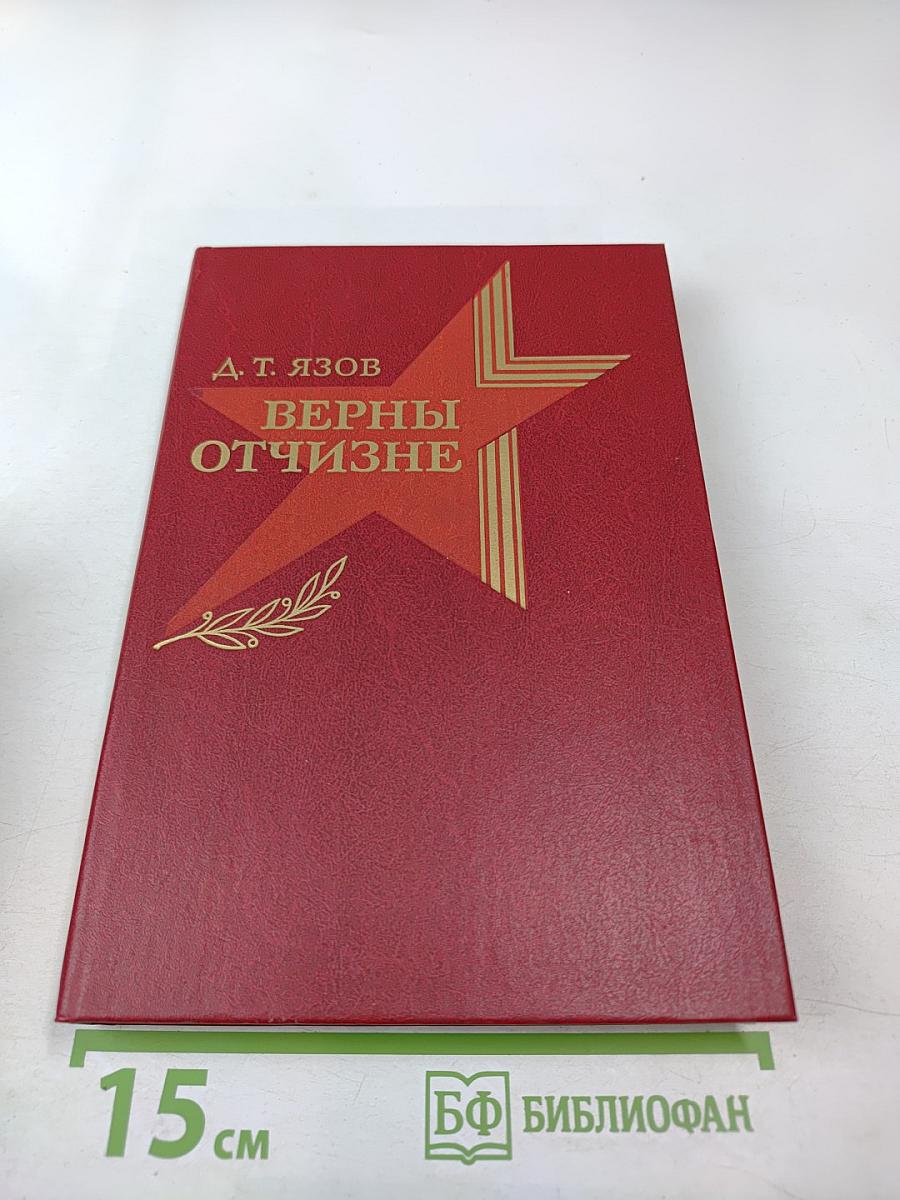 Д. Т. ЯЗОВ
ВЕРНЫ
ОТЧИЗНЕ
15 см
БФ БИБЛИОФАН